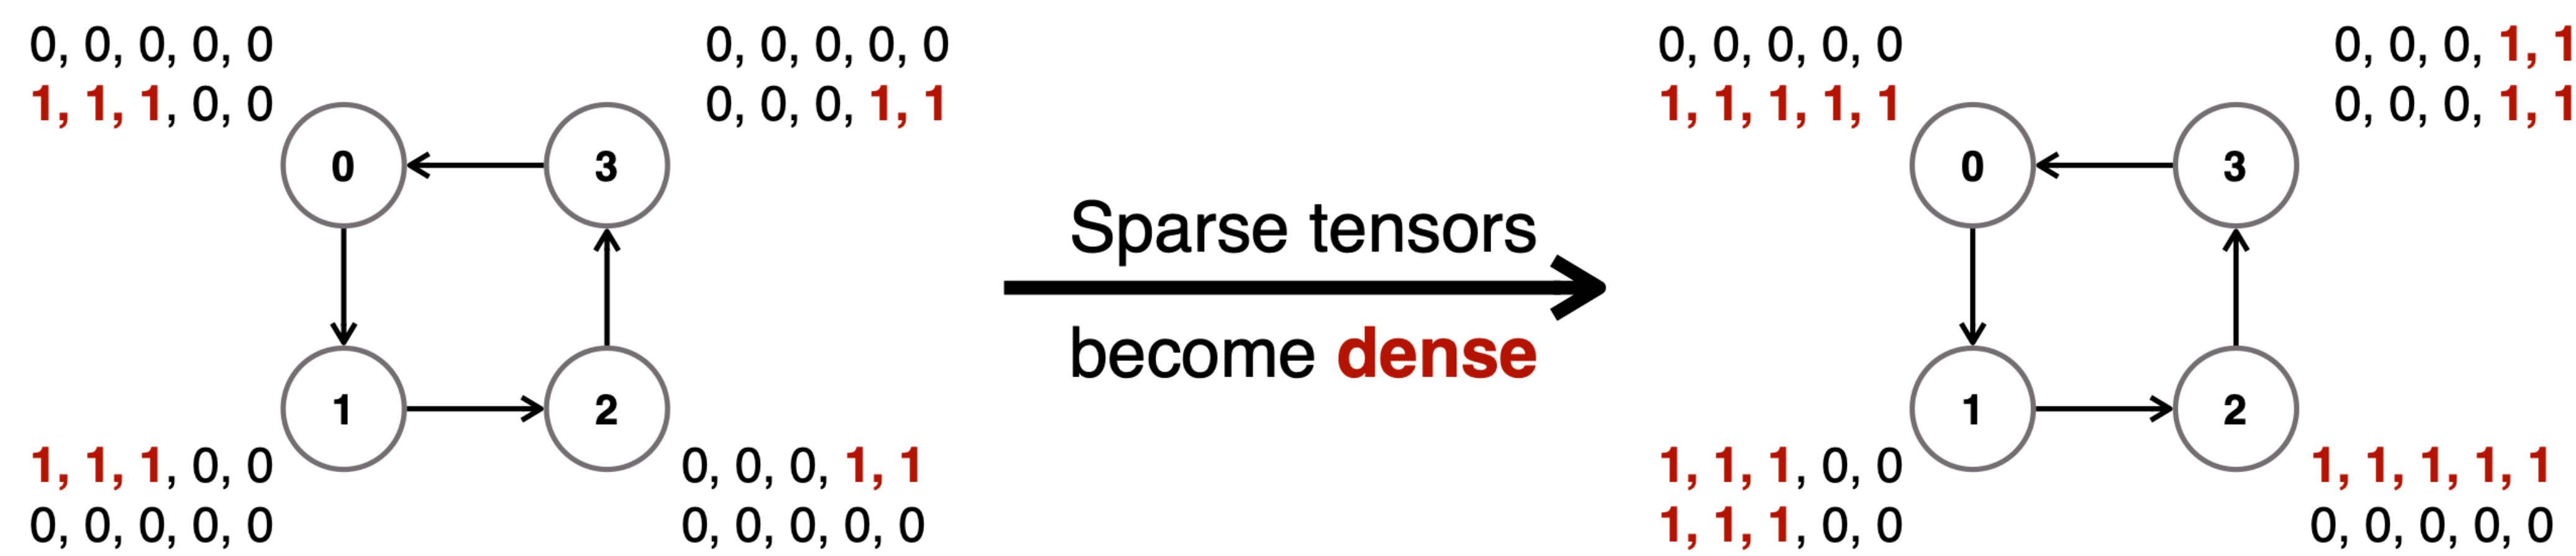 0, 0, 0, 0, 0
1, 1, 1, 0, 0
0, 0, 0, 0, 0
0, 0, 0, 1, 1
0
3
1
2
1, 1, 1, 0, 0
0, 0, 0, 0, 0
0, 0, 0, 1, 1
0, 0, 0, 0, 0
Sparse tensors
become dense
0, 0, 0, 0, 0
1, 1, 1, 1, 1
0, 0, 0, 1, 1
0, 0, 0, 1, 1
0
3
1
2
1, 1, 1, 0, 0
1, 1, 1, 0, 0
1, 1, 1, 1, 1
0, 0, 0, 0, 0